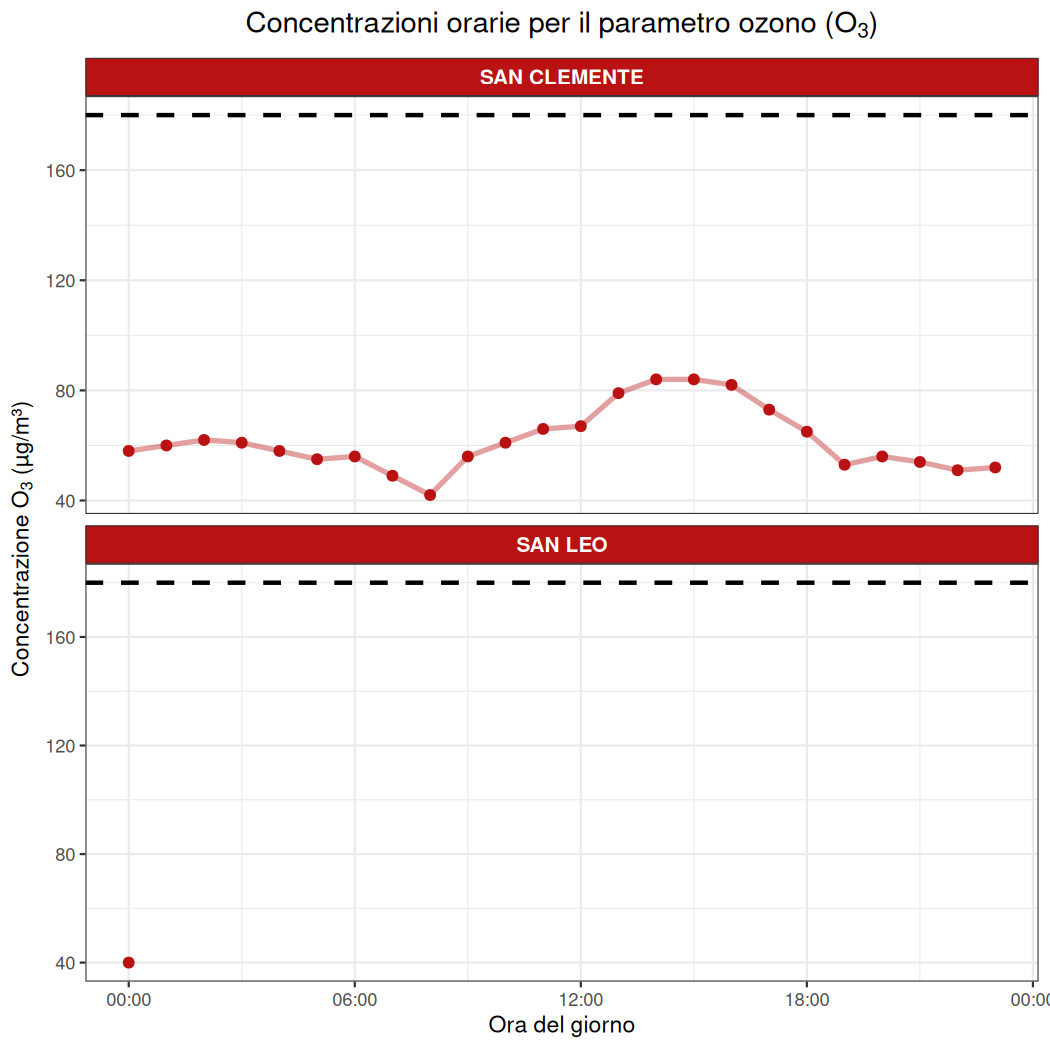 Concentrazioni orarie per il parametro ozono (O₃)
SAN CLEMENTE
160
120
80
40
SAN LEO
160
120
80
40
Concentrazione O₃ (µg/m³)
00:00 06:00 12:00 18:00 00:00
Ora del giorno